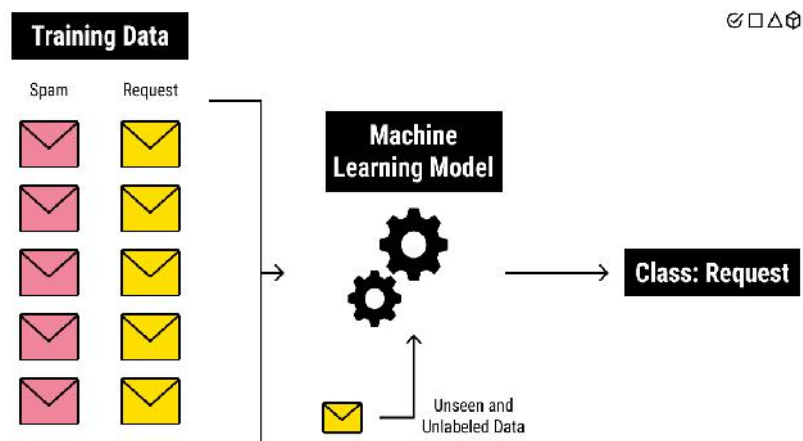 Training Data
Spam
Request
Machine
Learning Model
Class: Request
Unseen and
Unlabeled Data